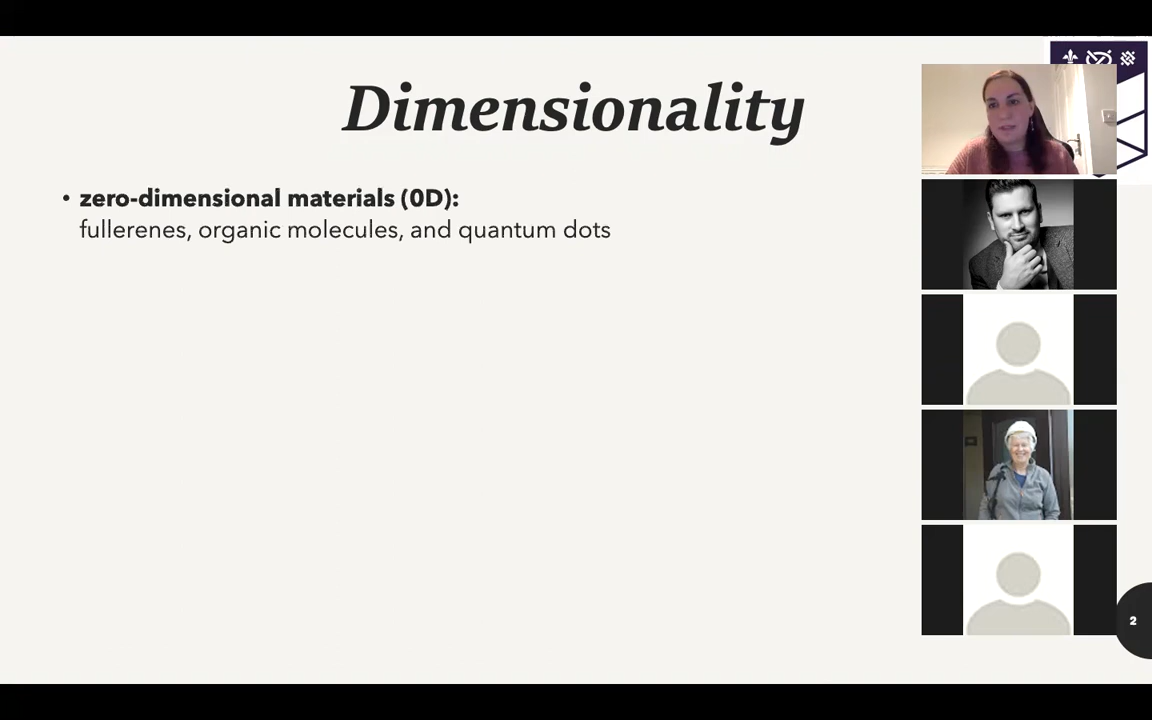 Dimensionality
• zero-dimensional materials (0D):
fullerenes, organic molecules, and quantum dots
2